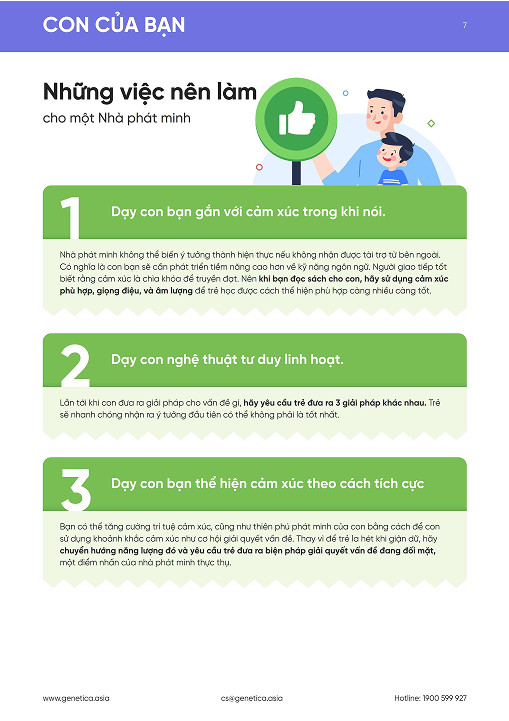 CON CỦA BẠN
7
Những việc nên làm
cho một Nhà phát minh
1
Dạy con bạn gắn với cảm xúc trong khi nói.
Nhà phát minh không thể biến ý tưởng thành hiện thực nếu không nhận được tài trợ từ bên ngoài.
Có nghĩa là con bạn sẽ cần phát triển tiềm năng cao hơn về kỹ năng ngôn ngữ. Người giao tiếp tốt
biết rằng cảm xúc là chìa khóa để truyền đạt. Nên khi bạn đọc sách cho con, hãy sử dụng cảm xúc
phù hợp, giọng điệu, và âm lượng để trẻ học được cách thể hiện phù hợp càng nhiều càng tốt.
2
Dạy con nghệ thuật tư duy linh hoạt.
Lần tới khi con đưa ra giải pháp cho vấn đề gì, hãy yêu cầu trẻ đưa ra 3 giải pháp khác nhau. Trẻ
sẽ nhanh chóng nhận ra ý tưởng đầu tiên có thể không phải là tốt nhất.
3
Dạy con bạn thể hiện cảm xúc theo cách tích cực
Bạn có thể tăng cường trí tuệ cảm xúc, cũng như thiên phú phát minh của con bằng cách để con
sử dụng khoảnh khắc cảm xúc như cơ hội giải quyết vấn đề. Thay vì để trẻ la hét khi giận dữ, hãy
chuyển hướng năng lượng đó và yêu cầu trẻ đưa ra biện pháp giải quyết vấn đề đang đối mặt,
một điểm nhấn của nhà phát minh thực thụ.
www.genetica.asia
cs@genetica.asia
Hotline: 1900 599 927